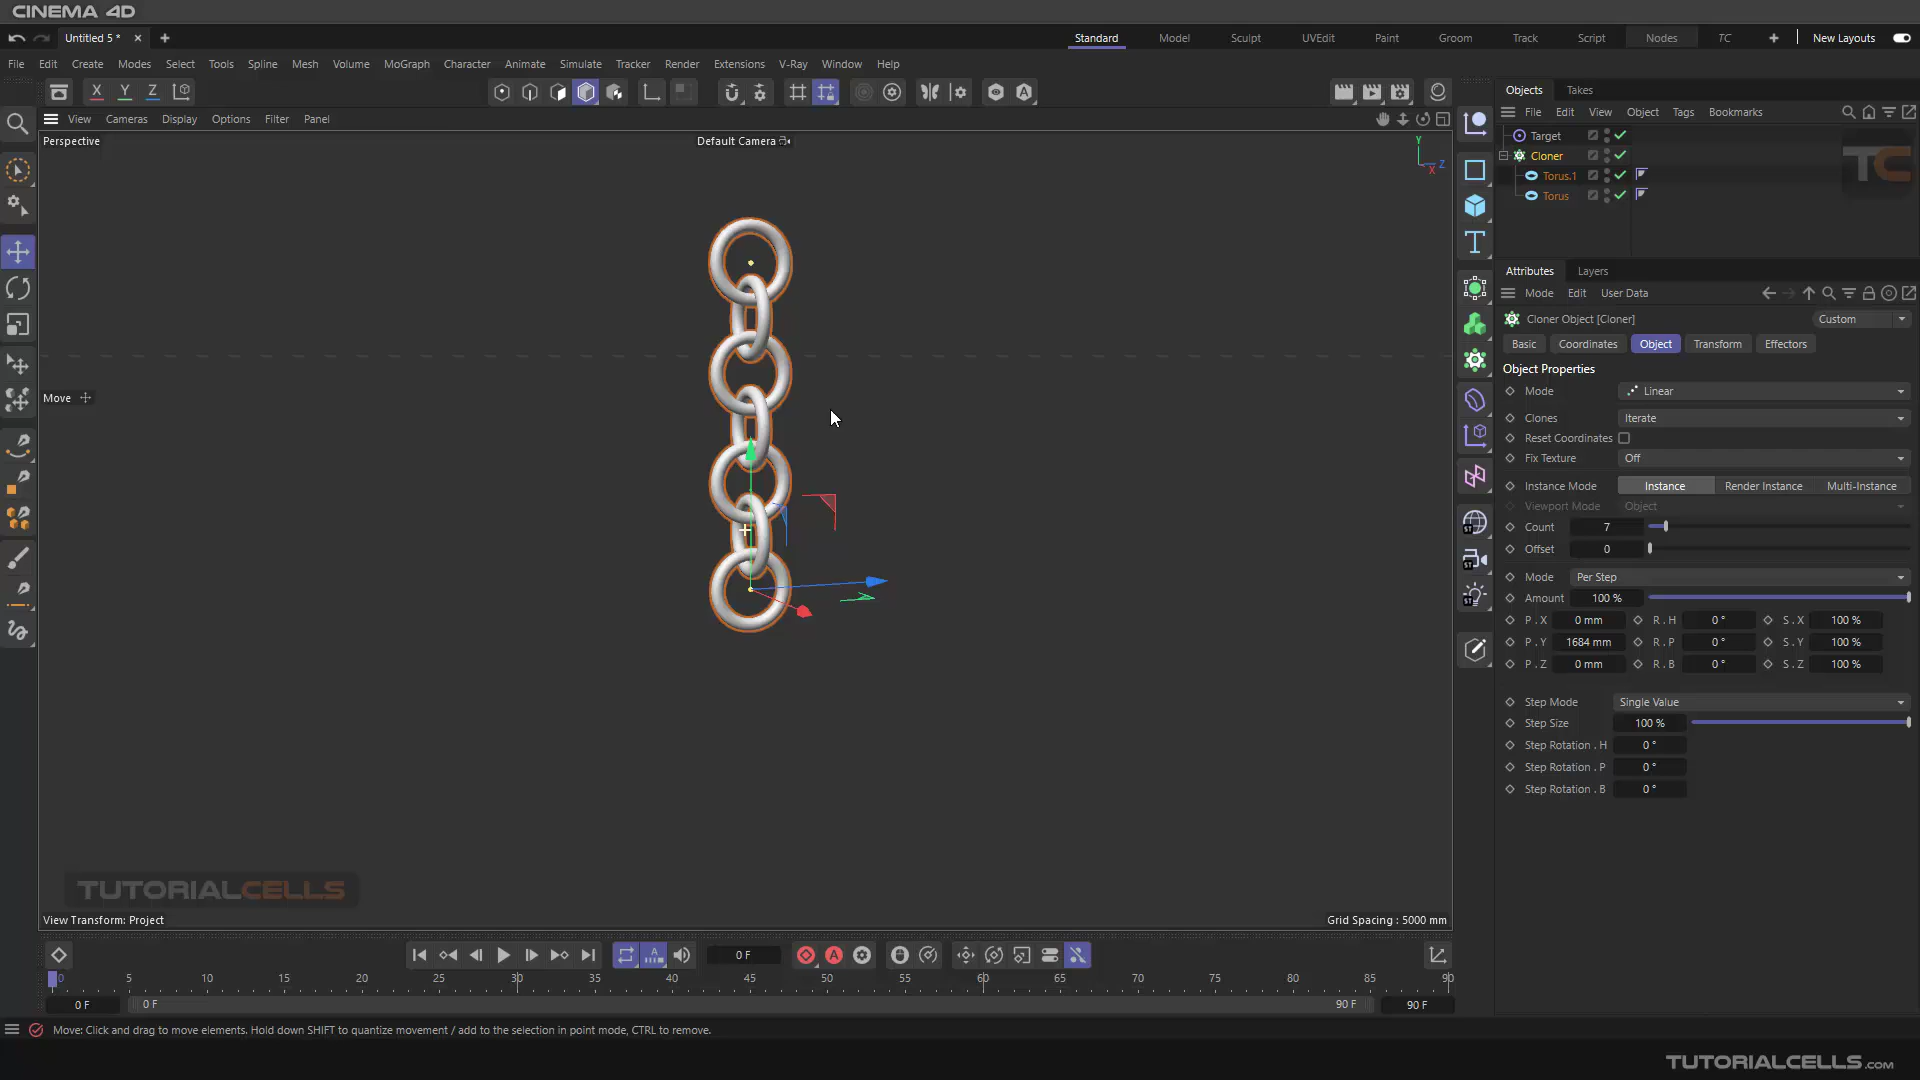 CINEMA 4D
Untitled 5 *
Standard Model Sculpt UVEdit Paint Groom Track Script Nodes TC New Layouts
File Edit Create Modes Select Tools Spline Mesh Volume MoGraph Character Animate Simulate Tracker Render Extensions V-Ray Window Help
X Y Z
Objects Takes
View Cameras Display Options Filter Panel
File Edit View Object Tags Bookmarks
Perspective
Default Camera
Y
Z
X
Target
Cloner
Torus.1
Torus
TC
T
Attributes Layers
Mode Edit User Data
Cloner Object [Cloner]
Custom
Basic Coordinates Object Transform Effectors
Object Properties
Mode Linear
Move
Clones Iterate
Reset Coordinates
Fix Texture Off
Instance Mode Instance Render Instance Multi-Instance
Viewport Mode Object
Count 7
Offset 0
Mode Per Step
Amount 100 %
P . X 0 mm R . H 0 ° S . X 100 %
P . Y 1684 mm R . P 0 ° S . Y 100 %
P . Z 0 mm R . B 0 ° S . Z 100 %
Step Mode Single Value
Step Size 100 %
Step Rotation . H 0 °
Step Rotation . P 0 °
Step Rotation . B 0 °
ST
ST
ST
TUTORIALCELLS
View Transform: Project
Grid Spacing : 5000 mm
A
0 F
A
0 5 10 15 20 25 30 35 40 45 50 55 60 65 70 75 80 85 90
0 F 0 F 90 F 90 F
Move: Click and drag to move elements. Hold down SHIFT to quantize movement / add to the selection in point mode, CTRL to remove.
TUTORIALCELLS.com